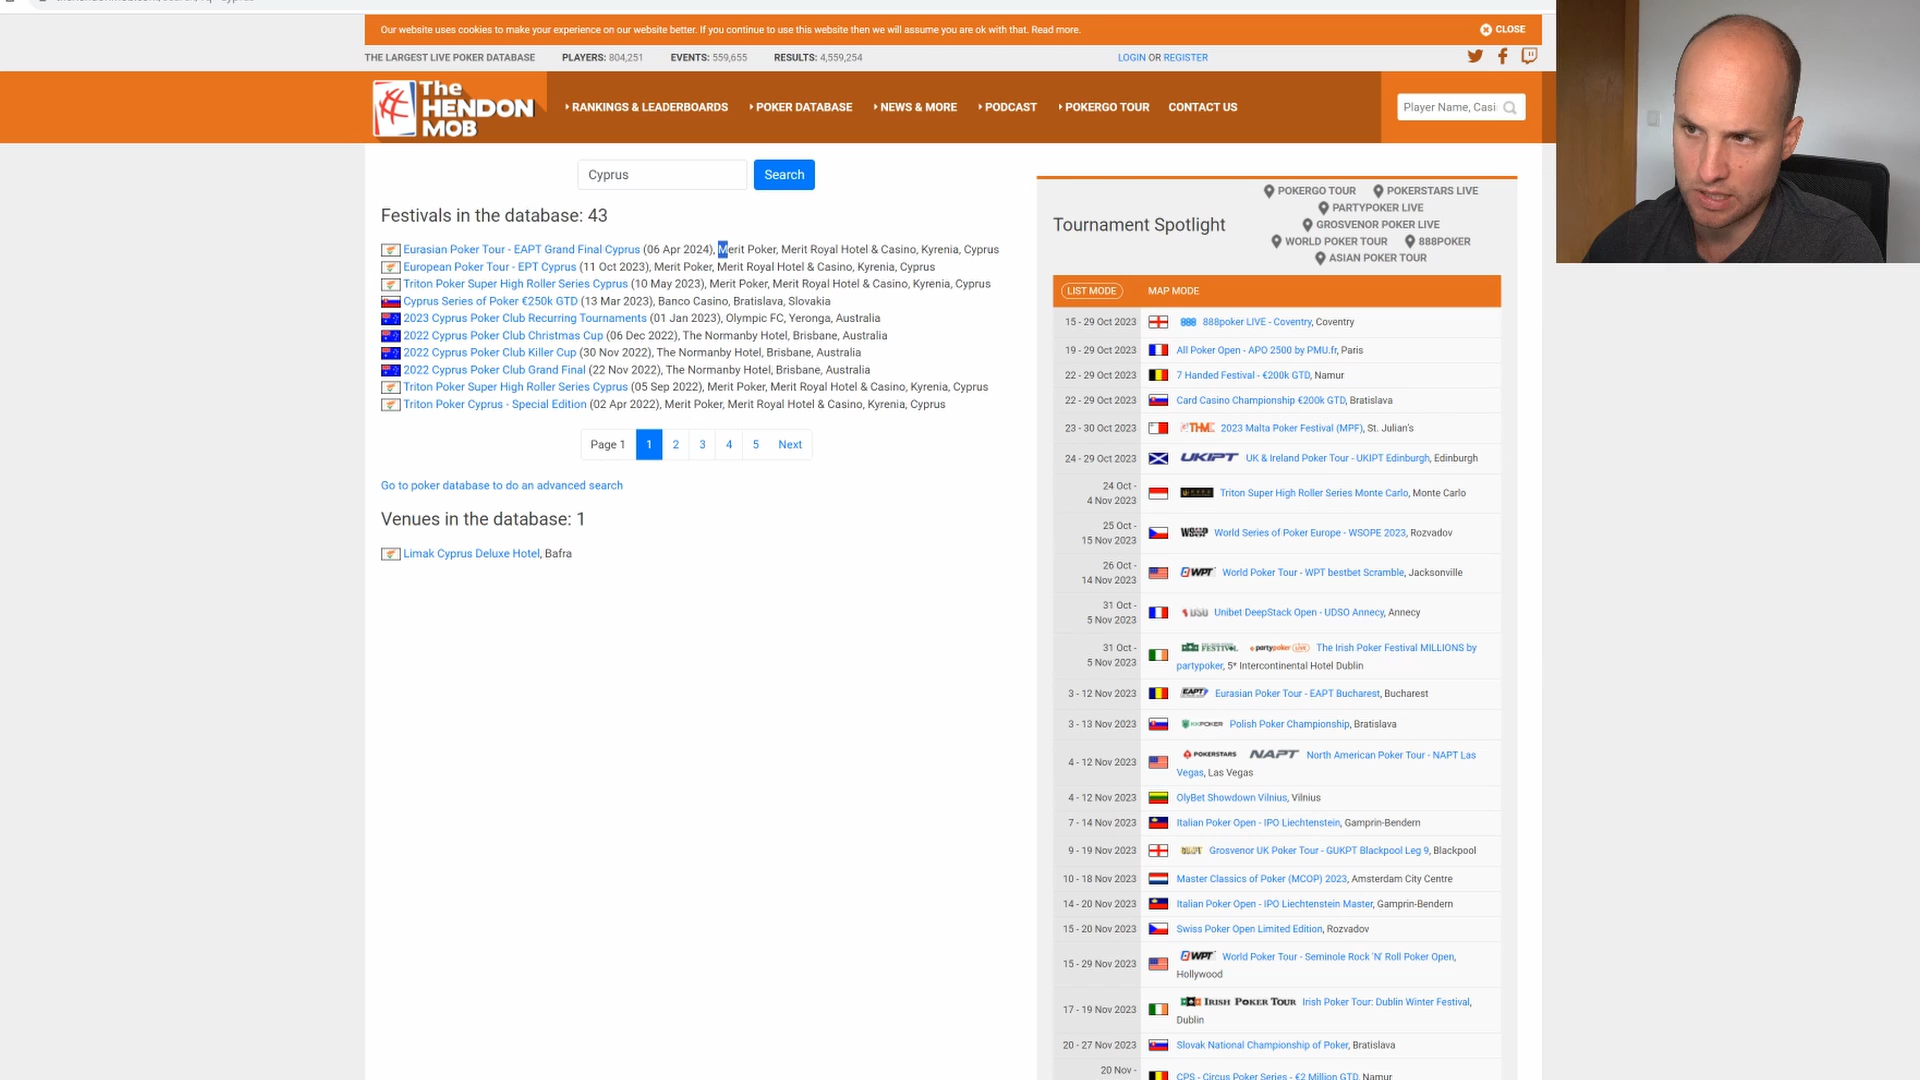 Our website uses cookies to make your experience on our website better. If you continue to use this website then we will assume you are ok with that. Read more.
CLOSE
THE LARGEST LIVE POKER DATABASE PLAYERS: 804,251 EVENTS: 559,655 RESULTS: 4,559,254 LOGIN OR REGISTER
The
HENDON
MOB
RANKINGS & LEADERBOARDS POKER DATABASE NEWS & MORE PODCAST POKERGO TOUR CONTACT US
Player Name, Casi
Cyprus Search
Festivals in the database: 43
Eurasian Poker Tour - EAPT Grand Final Cyprus (06 Apr 2024), Merit Poker, Merit Royal Hotel & Casino, Kyrenia, Cyprus
European Poker Tour - EPT Cyprus (11 Oct 2023), Merit Poker, Merit Royal Hotel & Casino, Kyrenia, Cyprus
Triton Poker Super High Roller Series Cyprus (10 May 2023), Merit Poker, Merit Royal Hotel & Casino, Kyrenia, Cyprus
Cyprus Series of Poker €250k GTD (13 Mar 2023), Banco Casino, Bratislava, Slovakia
2023 Cyprus Poker Club Recurring Tournaments (01 Jan 2023), Olympic FC, Yeronga, Australia
2022 Cyprus Poker Club Christmas Cup (06 Dec 2022), The Normanby Hotel, Brisbane, Australia
2022 Cyprus Poker Club Killer Cup (30 Nov 2022), The Normanby Hotel, Brisbane, Australia
2022 Cyprus Poker Club Grand Final (22 Nov 2022), The Normanby Hotel, Brisbane, Australia
Triton Poker Super High Roller Series Cyprus (05 Sep 2022), Merit Poker, Merit Royal Hotel & Casino, Kyrenia, Cyprus
Triton Poker Cyprus - Special Edition (02 Apr 2022), Merit Poker, Merit Royal Hotel & Casino, Kyrenia, Cyprus
Page 1 1 2 3 4 5 Next
Go to poker database to do an advanced search
Venues in the database: 1
Limak Cyprus Deluxe Hotel, Bafra
Tournament Spotlight
POKERGO TOUR POKERSTARS LIVE
PARTYPOKER LIVE
GROSVENOR POKER LIVE
WORLD POKER TOUR 888POKER
ASIAN POKER TOUR
LIST MODE MAP MODE
15 - 29 Oct 2023 888 888poker LIVE - Coventry, Coventry
19 - 29 Oct 2023 All Poker Open - APO 2500 by PMU.fr, Paris
22 - 29 Oct 2023 7 Handed Festival - €200k GTD, Namur
22 - 29 Oct 2023 Card Casino Championship €200k GTD, Bratislava
23 - 30 Oct 2023 THM 2023 Malta Poker Festival (MPF), St. Julian's
24 - 29 Oct 2023 UKIPT UK & Ireland Poker Tour - UKIPT Edinburgh, Edinburgh
24 Oct -
4 Nov 2023 Triton Super High Roller Series Monte Carlo, Monte Carlo
25 Oct -
15 Nov 2023 WSOP World Series of Poker Europe - WSOPE 2023, Rozvadov
26 Oct -
14 Nov 2023 WPT World Poker Tour - WPT bestbet Scramble, Jacksonville
31 Oct -
5 Nov 2023 UDSO Unibet DeepStack Open - UDSO Annecy, Annecy
31 Oct -
5 Nov 2023 FESTIVAL partypoker LIVE The Irish Poker Festival MILLIONS by
partypoker, 5* Intercontinental Hotel Dublin
3 - 12 Nov 2023 EAPT Eurasian Poker Tour - EAPT Bucharest, Bucharest
3 - 13 Nov 2023 KKPOKER Polish Poker Championship, Bratislava
4 - 12 Nov 2023 POKERSTARS NAPT North American Poker Tour - NAPT Las
Vegas, Las Vegas
4 - 12 Nov 2023 OlyBet Showdown Vilnius, Vilnius
7 - 14 Nov 2023 Italian Poker Open - IPO Liechtenstein, Gamprin-Bendern
9 - 19 Nov 2023 GUKPT Grosvenor UK Poker Tour - GUKPT Blackpool Leg 9, Blackpool
10 - 18 Nov 2023 Master Classics of Poker (MCOP) 2023, Amsterdam City Centre
14 - 20 Nov 2023 Italian Poker Open - IPO Liechtenstein Master, Gamprin-Bendern
15 - 20 Nov 2023 Swiss Poker Open Limited Edition, Rozvadov
15 - 29 Nov 2023 WPT World Poker Tour - Seminole Rock 'N' Roll Poker Open,
Hollywood
17 - 19 Nov 2023 IRISH POKER TOUR Irish Poker Tour: Dublin Winter Festival,
Dublin
20 - 27 Nov 2023 Slovak National Championship of Poker, Bratislava
20 Nov -
CPS - Circus Poker Series - €2 Million GTD, Namur